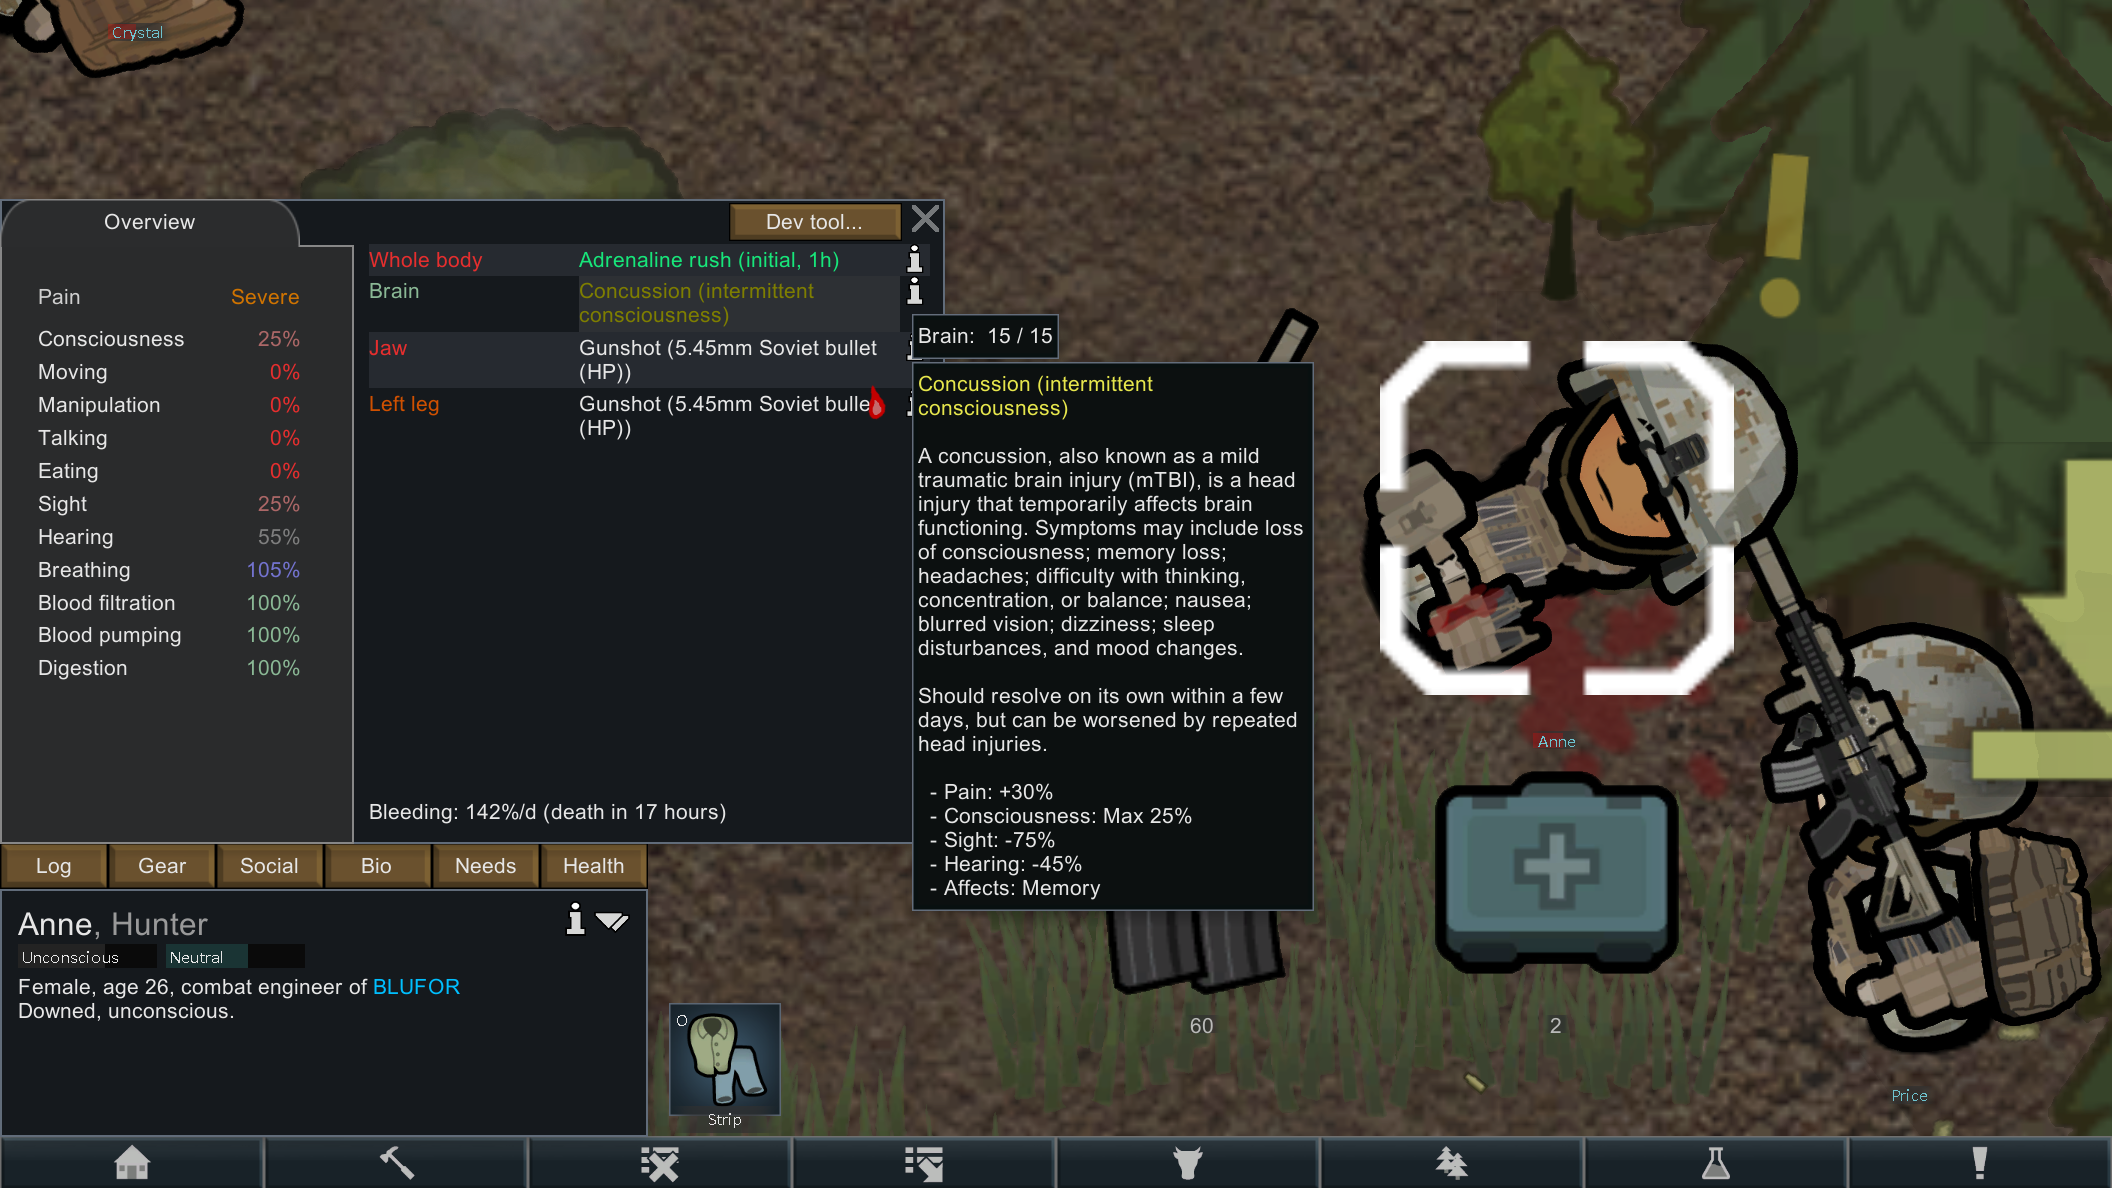 Crystal
Overview
Dev tool...
Pain Severe
Consciousness 25%
Moving 0%
Manipulation 0%
Talking 0%
Eating 0%
Sight 25%
Hearing 55%
Breathing 105%
Blood filtration 100%
Blood pumping 100%
Digestion 100%
Whole body Adrenaline rush (initial, 1h)
Brain Concussion (intermittent
consciousness)
Jaw Gunshot (5.45mm Soviet bullet
(HP))
Left leg Gunshot (5.45mm Soviet bulle
(HP))
Bleeding: 142%/d (death in 17 hours)
Brain: 15 / 15
Concussion (intermittent
consciousness)
A concussion, also known as a mild
traumatic brain injury (mTBI), is a head
injury that temporarily affects brain
functioning. Symptoms may include loss
of consciousness; memory loss;
headaches; difficulty with thinking,
concentration, or balance; nausea;
blurred vision; dizziness; sleep
disturbances, and mood changes.
Should resolve on its own within a few
days, but can be worsened by repeated
head injuries.
- Pain: +30%
- Consciousness: Max 25%
- Sight: -75%
- Hearing: -45%
- Affects: Memory
Anne
Log Gear Social Bio Needs Health
Anne, Hunter
Unconscious Neutral
Female, age 26, combat engineer of BLUFOR
Downed, unconscious.
O
Strip
60
2
Price